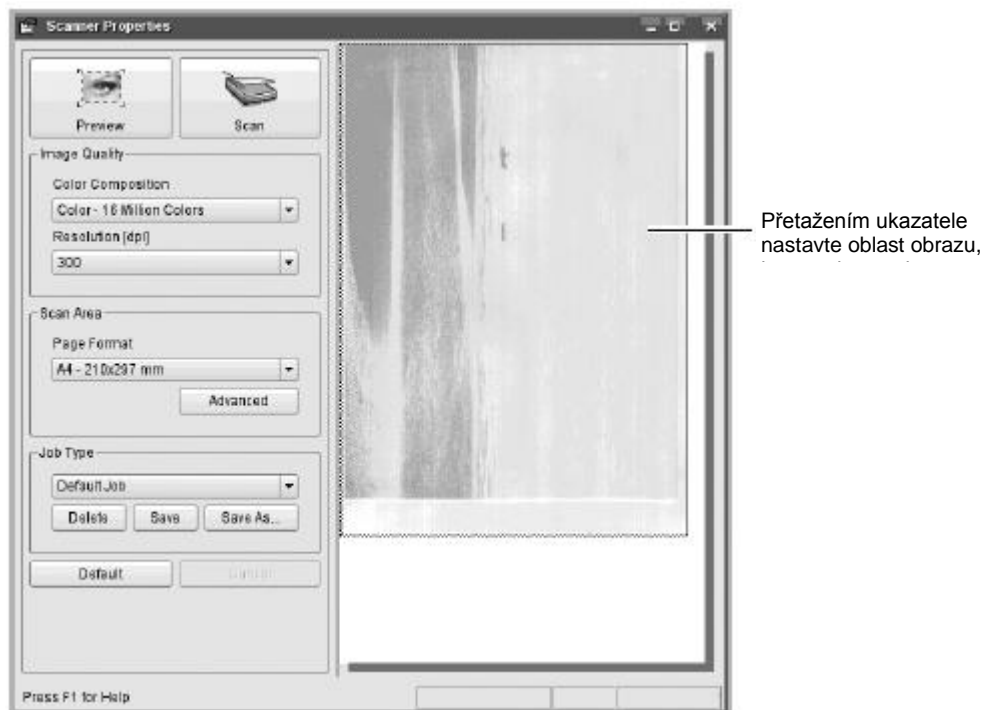 Scanner Properties
Preview
Scan
Image Quality
Color Composition
Color - 16 Million Colors
Resolution [dpi]
300
Scan Area
Page Format
A4 - 210x297 mm
Advanced
Job Type
Default Job
Delete
Save
Save As...
Default
Press F1 for Help
Přetažením ukazatele
nastavte oblast obrazu,